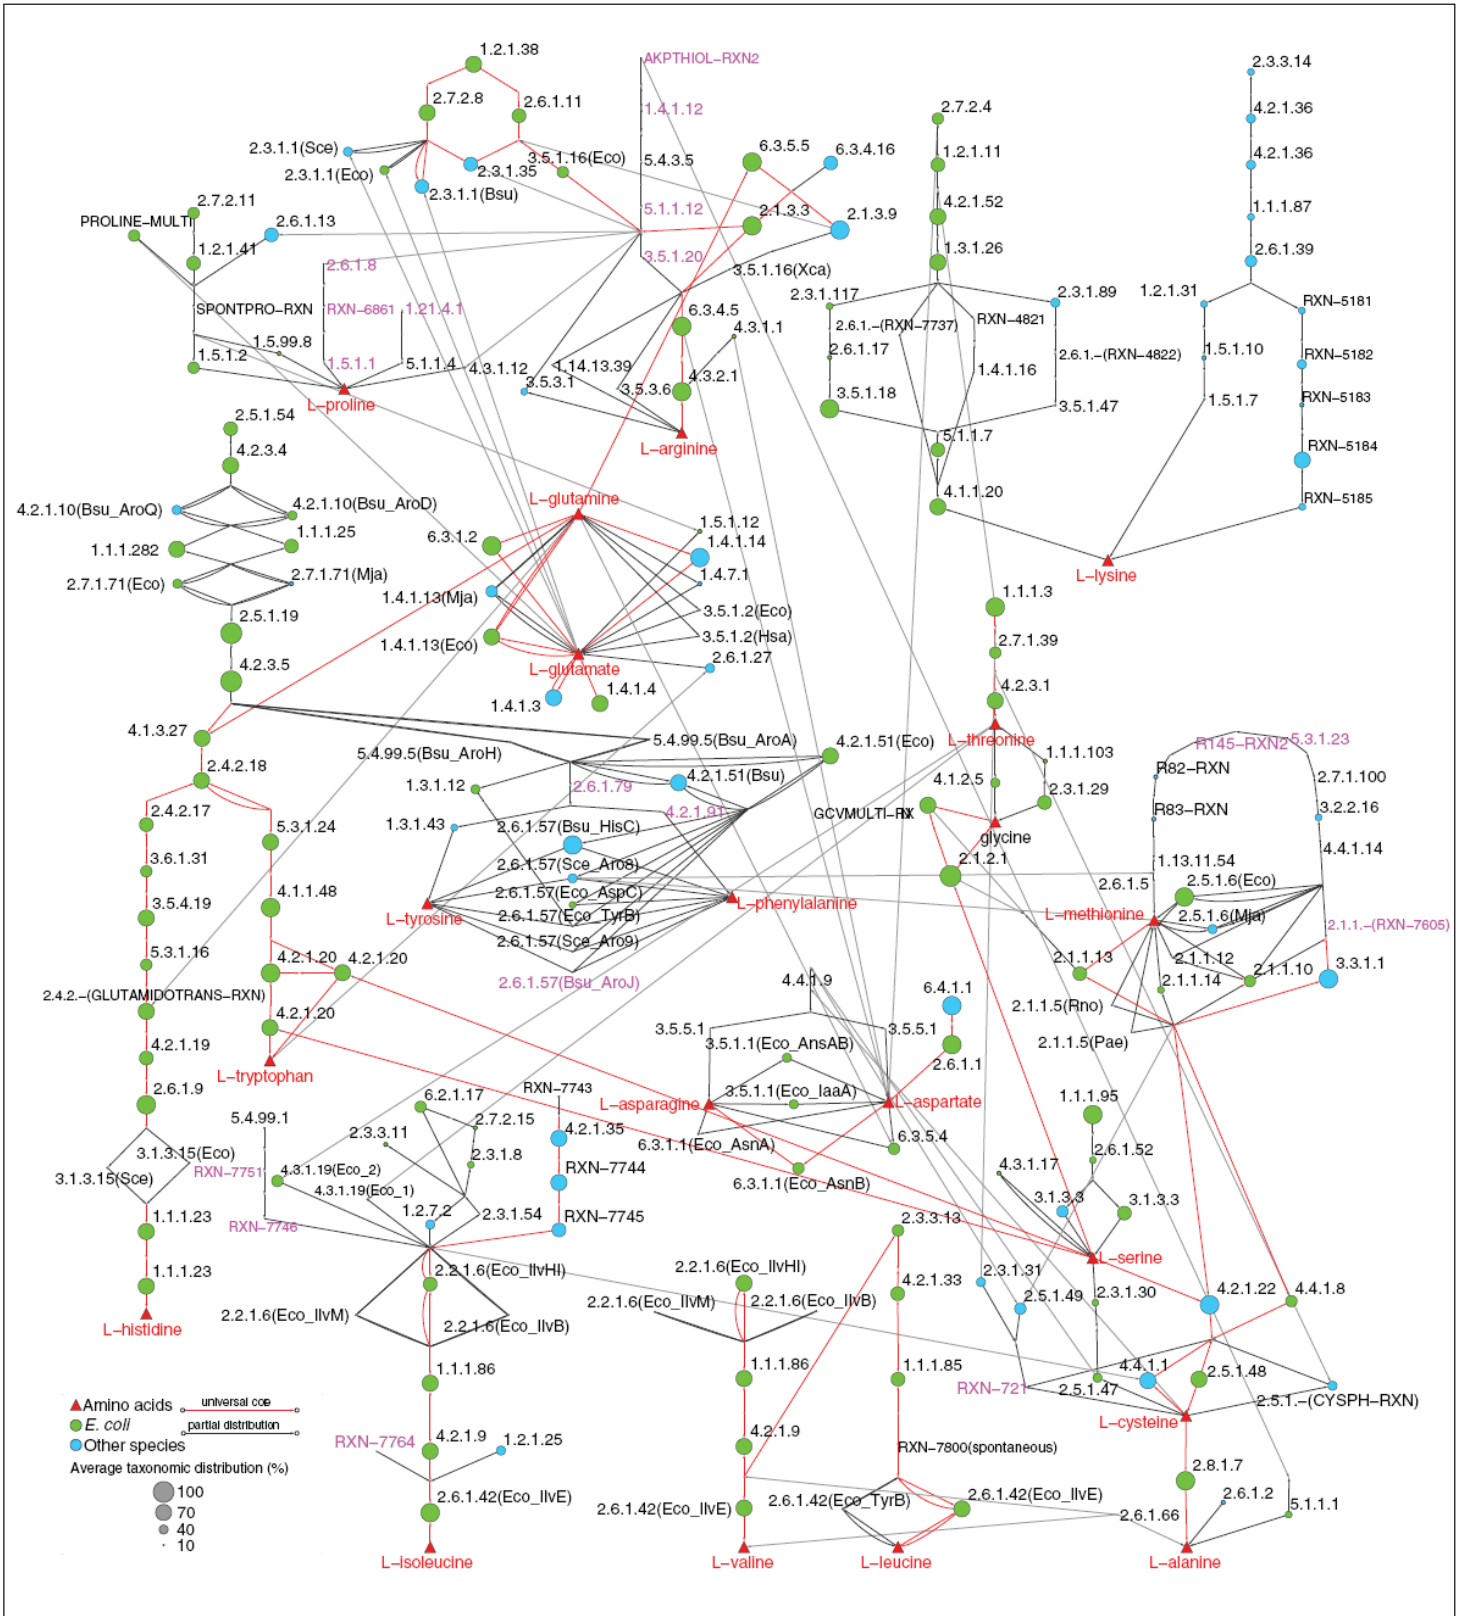 1.2.1.38
2.7.2.8
2.6.1.11
2.3.1.1(Sce)
2.3.1.1(Eco)
2.3.1.35
2.3.1.1(Bsu)
3.5.1.16(Eco)
AKPTHIOL-RXN2
1.4.1.12
5.4.3.5
5.1.1.12
3.5.1.20
6.3.5.5
6.3.4.16
2.1.3.3
2.1.3.9
3.5.1.16(Xca)
2.7.2.4
1.2.1.11
4.2.1.52
1.3.1.26
2.3.1.117
2.3.1.89
2.6.1.-(RXN-7737)
RXN-4821
2.6.1.17
2.6.1.-(RXN-4822)
1.4.1.16
3.5.1.18
3.5.1.47
5.1.1.7
4.1.1.20
2.3.3.14
4.2.1.36
4.2.1.36
1.1.1.87
2.6.1.39
1.2.1.31
RXN-5181
1.5.1.10
RXN-5182
1.5.1.7
RXN-5183
RXN-5184
RXN-5185
L-lysine
2.7.2.11
PROLINE-MULTI
2.6.1.13
1.2.1.41
SPONTPRO-RXN
1.5.99.8
1.5.1.2
2.6.1.8
RXN-6861
1.21.4.1
1.5.1.1
5.1.1.4
4.3.1.12
L-proline
6.3.4.5
4.3.1.1
1.14.13.39
3.5.3.1
3.5.3.6
4.3.2.1
L-arginine
2.5.1.54
4.2.3.4
4.2.1.10(Bsu_AroQ)
4.2.1.10(Bsu_AroD)
1.1.1.25
1.1.1.282
2.7.1.71(Eco)
2.7.1.71(Mja)
2.5.1.19
4.2.3.5
L-glutamine
6.3.1.2
1.5.1.12
1.4.1.14
1.4.7.1
1.4.1.13(Mja)
3.5.1.2(Eco)
1.4.1.13(Eco)
3.5.1.2(Hsa)
2.6.1.27
L-glutamate
1.4.1.3
1.4.1.4
1.1.1.3
2.7.1.39
4.2.3.1
L-threonine
1.1.1.103
4.1.2.5
2.3.1.29
GCVMULTI-RX
glycine
2.1.2.1
4.1.3.27
2.4.2.18
2.4.2.17
5.3.1.24
3.6.1.31
4.1.1.48
3.5.4.19
5.3.1.16
4.2.1.20
4.2.1.20
2.4.2.-(GLUTAMIDOTRANS-RXN)
4.2.1.20
4.2.1.19
L-tryptophan
2.6.1.9
3.1.3.15(Eco)
3.1.3.15(Sce)
1.1.1.23
1.1.1.23
L-histidine
5.4.99.5(Bsu_AroH)
5.4.99.5(Bsu_AroA)
4.2.1.51(Eco)
4.2.1.51(Bsu)
1.3.1.12
2.6.1.79
4.2.1.91
1.3.1.43
2.6.1.57(Bsu_HisC)
2.6.1.57(Sce_Aro8)
2.6.1.57(Eco_AspC)
2.6.1.57(Eco_TyrB)
2.6.1.57(Sce_Aro9)
2.6.1.57(Bsu_AroJ)
L-tyrosine
L-phenylalanine
R145-RXN2
5.3.1.23
R82-RXN
2.7.1.100
R83-RXN
3.2.2.16
1.13.11.54
4.4.1.14
2.6.1.5
2.5.1.6(Eco)
L-methionine
2.5.1.6(Mja)
2.1.1.-(RXN-7605)
2.1.1.13
2.1.1.12
2.1.1.14
2.1.1.10
3.3.1.1
2.1.1.5(Rno)
2.1.1.5(Pae)
4.4.1.9
6.4.1.1
3.5.5.1
3.5.5.1
2.6.1.1
3.5.1.1(Eco_AnsAB)
3.5.1.1(Eco_IaaA)
L-asparagine
L-aspartate
6.3.1.1(Eco_AsnA)
6.3.5.4
6.3.1.1(Eco_AsnB)
5.4.99.1
RXN-7751
RXN-7746
4.3.1.19(Eco_2)
4.3.1.19(Eco_1)
2.3.3.11
6.2.1.17
2.7.2.15
2.3.1.8
1.2.7.2
2.3.1.54
RXN-7743
4.2.1.35
RXN-7744
RXN-7745
2.2.1.6(Eco_IlvHI)
2.2.1.6(Eco_IlvM)
2.2.1.6(Eco_IlvB)
1.1.1.86
RXN-7764
4.2.1.9
1.2.1.25
2.6.1.42(Eco_IlvE)
L-isoleucine
2.2.1.6(Eco_IlvHI)
2.2.1.6(Eco_IlvM)
2.2.1.6(Eco_IlvB)
1.1.1.86
4.2.1.9
2.6.1.42(Eco_IlvE)
L-valine
2.3.3.13
4.2.1.33
1.1.1.85
RXN-7800(spontaneous)
2.6.1.42(Eco_TyrB)
2.6.1.42(Eco_IlvE)
L-leucine
1.1.1.95
2.6.1.52
4.3.1.17
3.1.3.3
3.1.3.3
L-serine
2.3.1.31
2.5.1.49
2.3.1.30
4.2.1.22
4.4.1.8
RXN-721
2.5.1.47
4.4.1.1
2.5.1.48
2.5.1.-(CYSPH-RXN)
L-cysteine
2.8.1.7
2.6.1.2
2.6.1.66
5.1.1.1
L-alanine
Amino acids
universal coe
E. coli
partial distribution
Other species
Average taxonomic distribution (%)
100
70
40
10